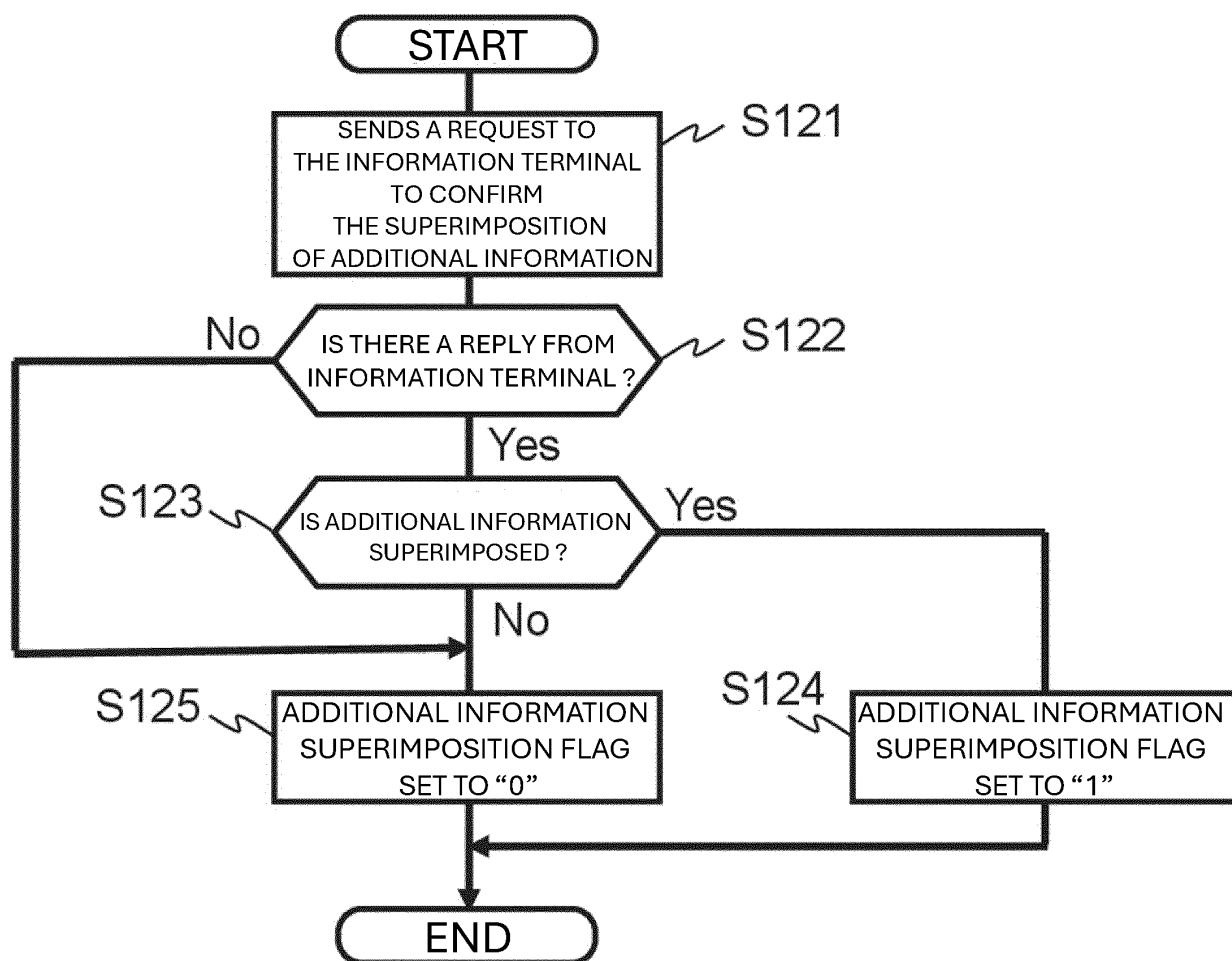 START
SENDS A REQUEST TO
THE INFORMATION TERMINAL
TO CONFIRM
THE SUPERIMPOSITION
OF ADDITIONAL INFORMATION
S121
No
IS THERE A REPLY FROM
INFORMATION TERMINAL ?
S122
Yes
S123
IS ADDITIONAL INFORMATION
SUPERIMPOSED ?
Yes
No
S125
ADDITIONAL INFORMATION
SUPERIMPOSITION FLAG
SET TO “0”
S124
ADDITIONAL INFORMATION
SUPERIMPOSITION FLAG
SET TO “1”
END